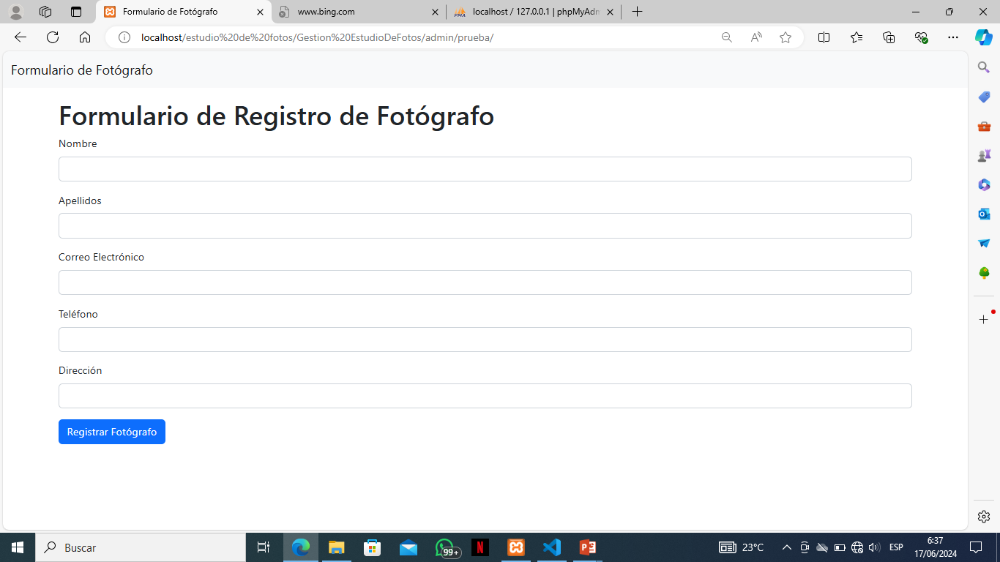 Formulario de Fotógrafo
www.bing.com
localhost / 127.0.0.1 | phpMyAdm
localhost/estudio%20de%20fotos/Gestion%20EstudioDeFotos/admin/prueba/
Formulario de Fotógrafo
Formulario de Registro de Fotógrafo
Nombre
Apellidos
Correo Electrónico
Teléfono
Dirección
Registrar Fotógrafo
Buscar
99+
23°C
ESP
6:37
17/06/2024